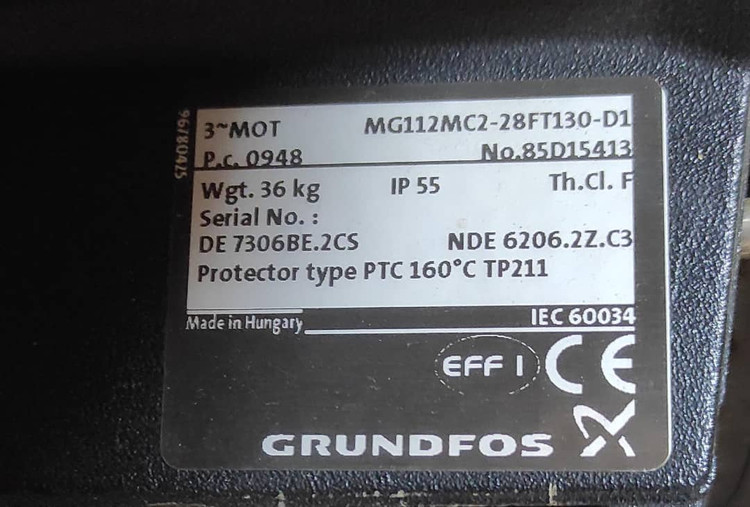 3~MOT MG112MC2-28FT130-D1
P.c. 0948 No.85D15413
Wgt. 36 kg IP 55 Th.Cl. F
Serial No. :
DE 7306BE.2CS NDE 6206.2Z.C3
Protector type PTC 160°C TP211
Made in Hungary IEC 60034
EFF 1 CE
GRUNDFOS